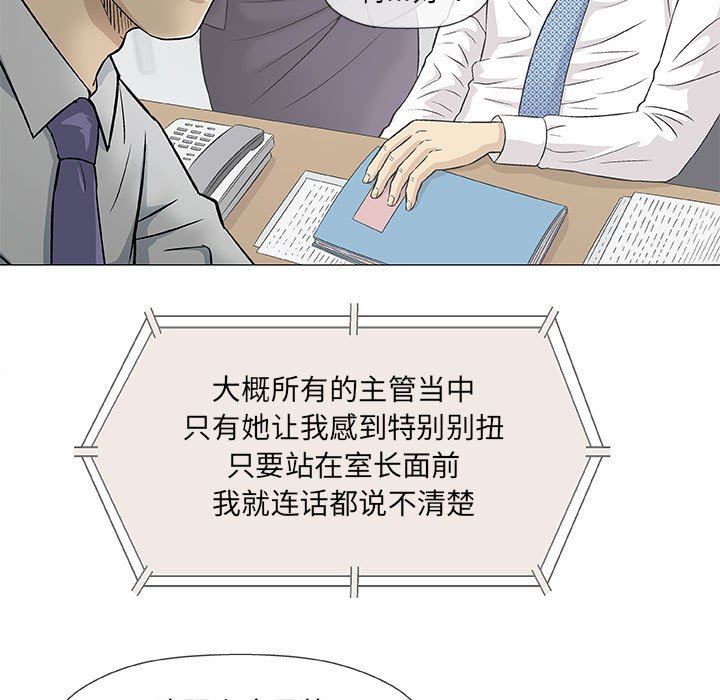 大概所有的主管当中
只有她让我感到特别别扭
只要站在室长面前
我就连话都说不清楚